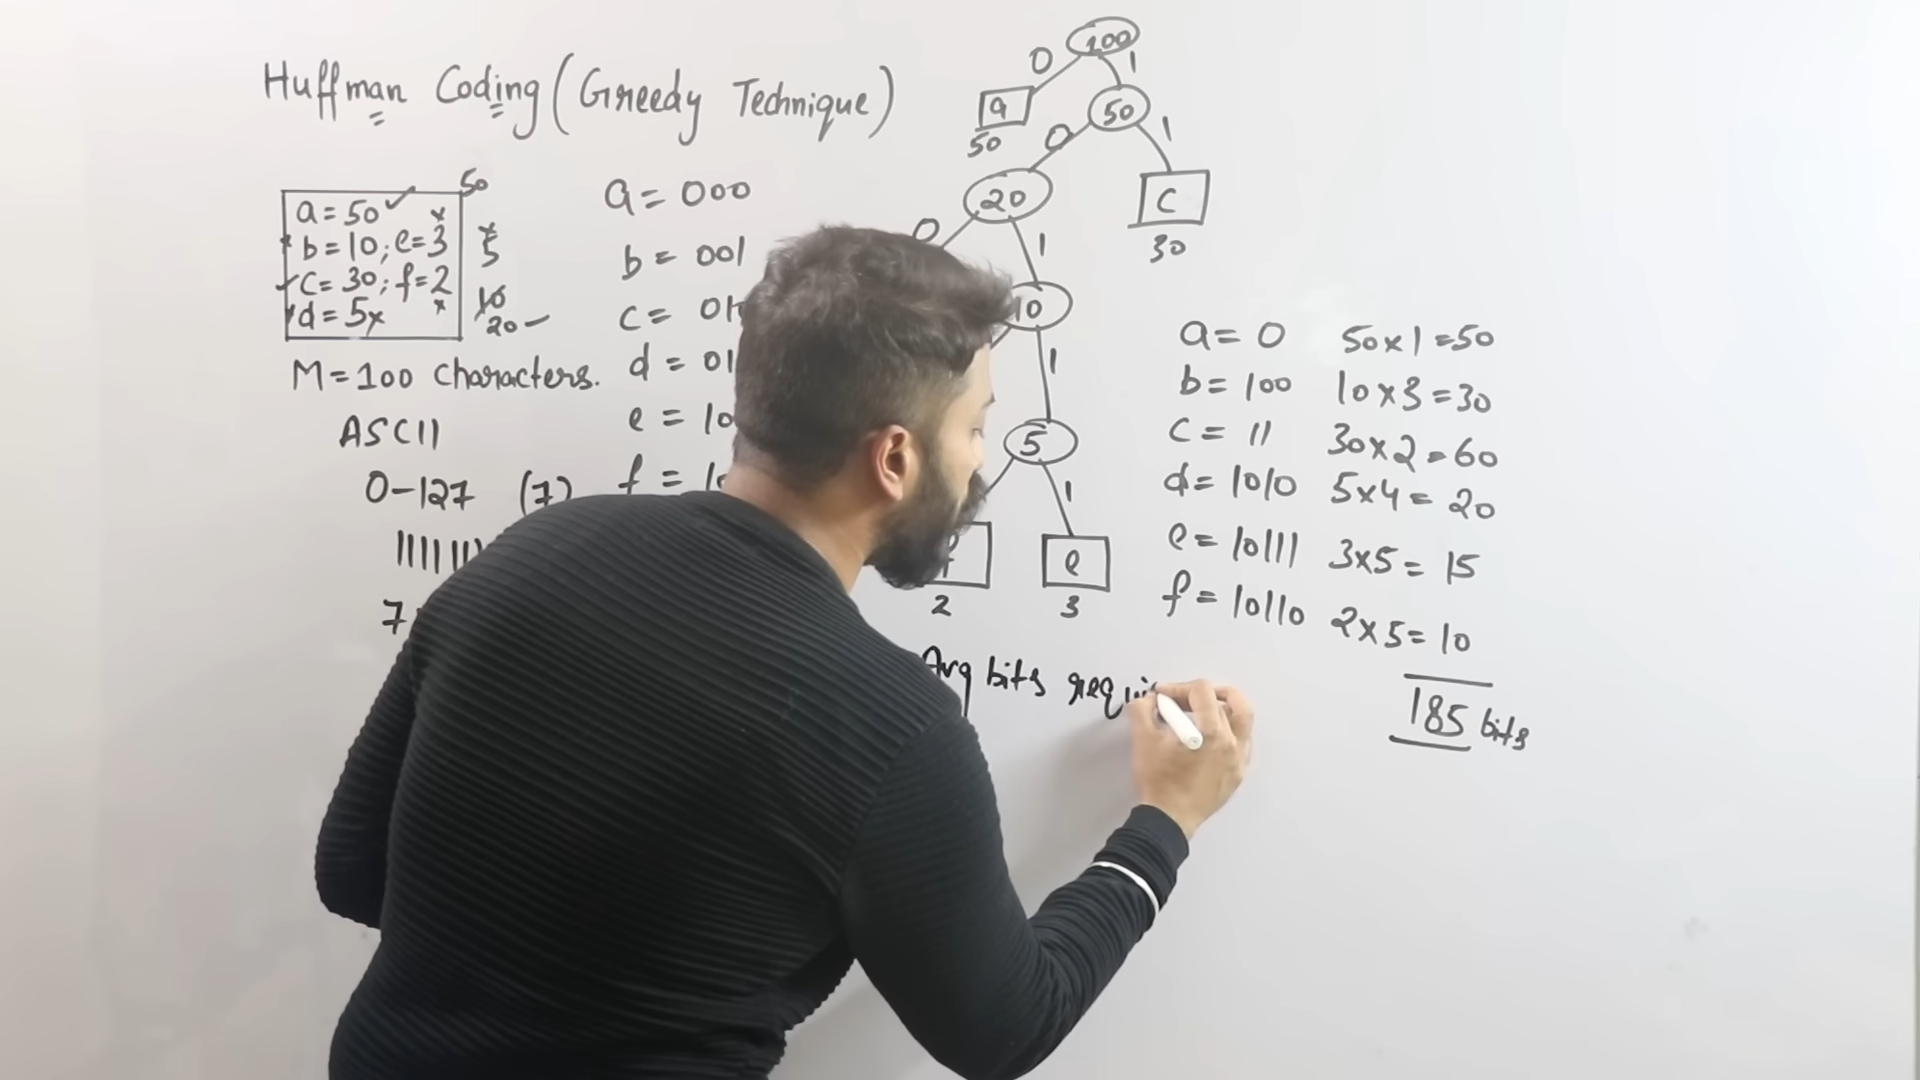 Huffman Coding (Greedy Technique)
a = 50
b = 10; e = 3
c = 30; f = 2
d = 5x
50
5
10
20
M = 100 characters.
ASCII
0-127 (7)
7
a = 000
b = 001
c =
d =
e =
f =
100
0 1
a
50
50
0 1
20
C
30
0 1
10
1
5
1
e
2 3
a = 0 50 x 1 = 50
b = 100 10 x 3 = 30
c = 11 30 x 2 = 60
d = 1010 5 x 4 = 20
e = 10111 3 x 5 = 15
f = 10110 2 x 5 = 10
185 bits
Avg bits requi